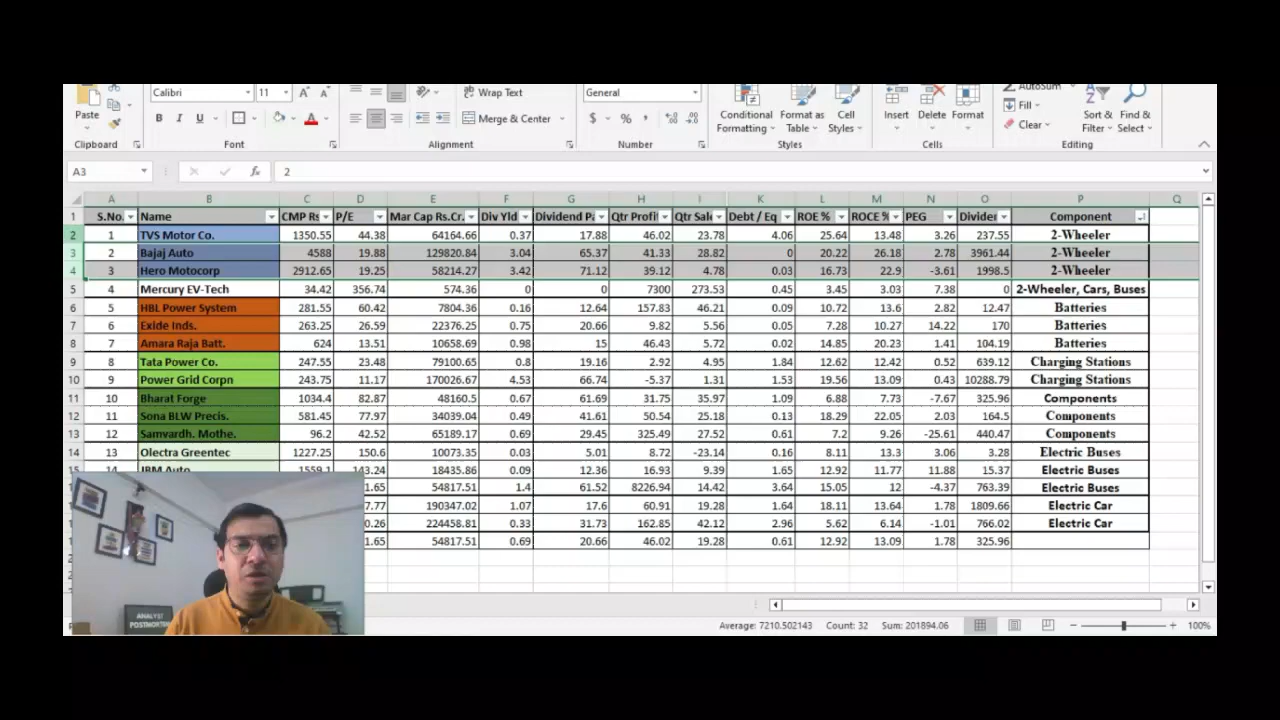 AutoSum
Calibri 11 A A Wrap Text General
Paste B I U A Merge & Center $ % , Conditional Formatting Format as Table Cell Styles Insert Delete Format Fill Clear Sort & Filter Find & Select
Clipboard Font Alignment Number Styles Cells Editing
A3 fx 2
A B C D E F G H I K L M N O P Q
1 S.No. Name CMP Rs P/E Mar Cap Rs.Cr. Div Yld Dividend Pa Qtr Profit Qtr Sale Debt / Eq ROE % ROCE % PEG Dividen Component
2 1 TVS Motor Co. 1350.55 44.38 64164.66 0.37 17.88 46.02 23.78 4.06 25.64 13.48 3.26 237.55 2-Wheeler
3 2 Bajaj Auto 4588 19.88 129820.84 3.04 65.37 41.33 28.82 0 20.22 26.18 2.78 3961.44 2-Wheeler
4 3 Hero Motocorp 2912.65 19.25 58214.27 3.42 71.12 39.12 4.78 0.03 16.73 22.9 -3.61 1998.5 2-Wheeler
5 4 Mercury EV-Tech 34.42 356.74 574.36 0 0 7300 273.53 0.45 3.45 3.03 7.38 0 2-Wheeler, Cars, Buses
6 5 HBL Power System 281.55 60.42 7804.36 0.16 12.64 157.83 46.21 0.09 10.72 13.6 2.82 12.47 Batteries
7 6 Exide Inds. 263.25 26.59 22376.25 0.75 20.66 9.82 5.56 0.05 7.28 10.27 14.22 170 Batteries
8 7 Amara Raja Batt. 624 13.51 10658.69 0.98 15 46.43 5.72 0.02 14.85 20.23 1.41 104.19 Batteries
9 8 Tata Power Co. 247.55 23.48 79100.65 0.8 19.16 2.92 4.95 1.84 12.62 12.42 0.52 639.12 Charging Stations
10 9 Power Grid Corpn 243.75 11.17 170026.67 4.53 66.74 -5.37 1.31 1.53 19.56 13.09 0.43 10288.79 Charging Stations
11 10 Bharat Forge 1034.4 82.87 48160.5 0.67 61.69 31.75 35.97 1.09 6.88 7.73 -7.67 325.96 Components
12 11 Sona BLW Precis. 581.45 77.97 34039.04 0.49 41.61 50.54 25.18 0.13 18.29 22.05 2.03 164.5 Components
13 12 Samvardh. Mothe. 96.2 42.52 65189.17 0.69 29.45 325.49 27.52 0.61 7.2 9.26 -25.61 440.47 Components
14 13 Olectra Greentec 1227.25 150.6 10073.35 0.03 5.01 8.72 -23.14 0.16 8.11 13.3 3.06 3.28 Electric Buses
15 14 JBM Auto 1559.1 143.24 18435.86 0.09 12.36 16.93 9.39 1.65 12.92 11.77 11.88 15.37 Electric Buses
1.65 54817.51 1.4 61.52 8226.94 14.42 3.64 15.05 12 -4.37 763.39 Electric Buses
7.77 190347.02 1.07 17.6 60.91 19.28 1.64 18.11 13.64 1.78 1809.66 Electric Car
0.26 224458.81 0.33 31.73 162.85 42.12 2.96 5.62 6.14 -1.01 766.02 Electric Car
1.65 54817.51 0.69 20.66 46.02 19.28 0.61 12.92 13.09 1.78 325.96
ANALYST
POSTMORTEM
Average: 7210.502143 Count: 32 Sum: 201894.06 100%